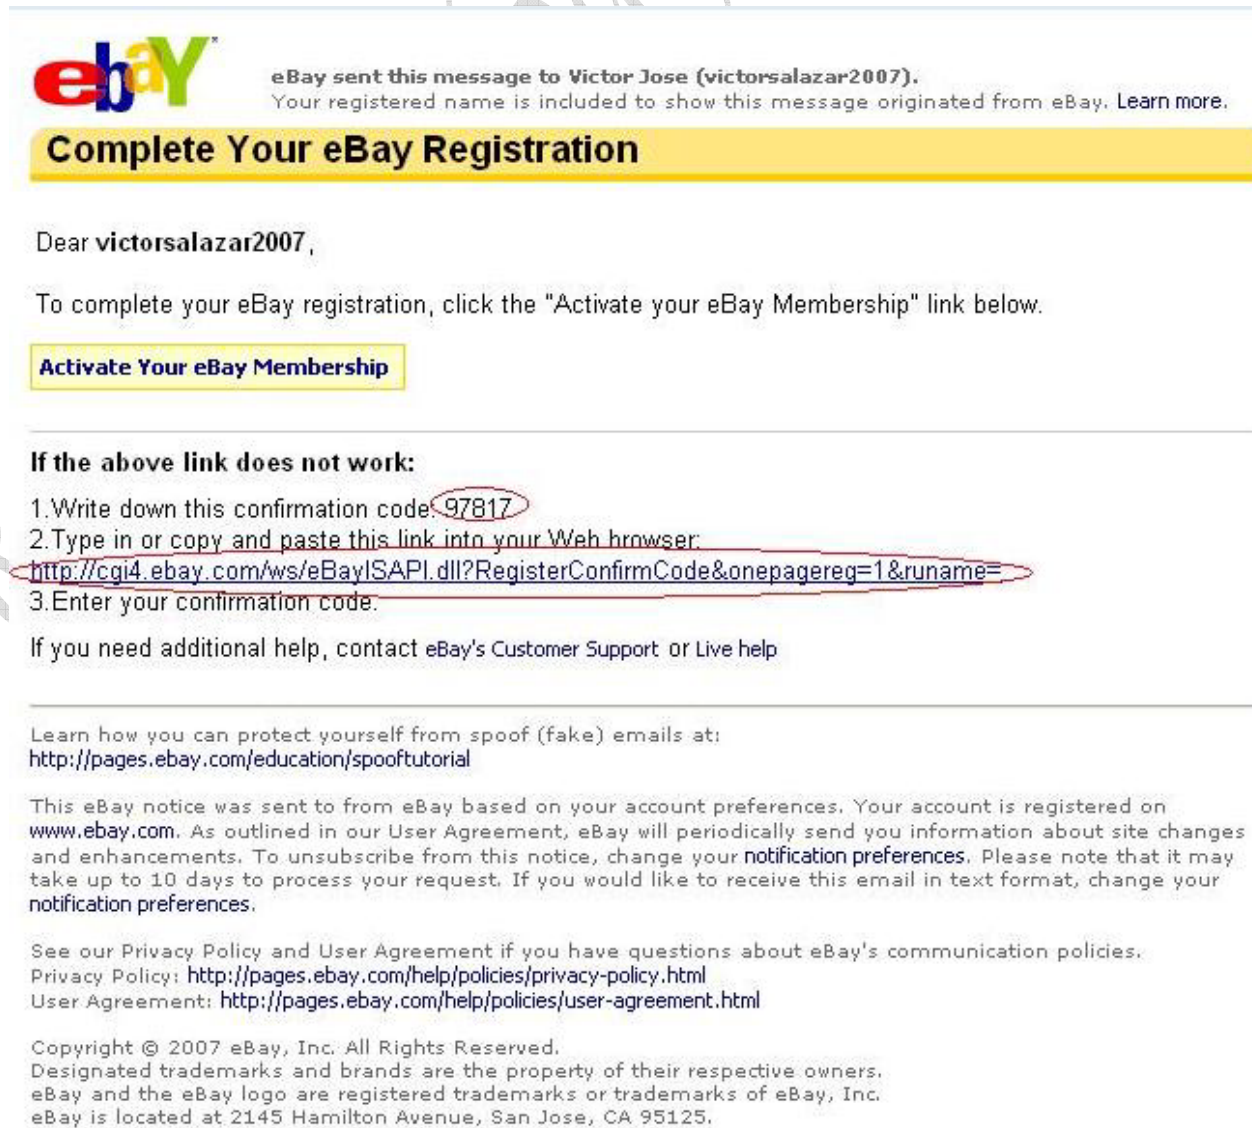 ebaY
eBay sent this message to Victor Jose (victorsalazar2007).
Your registered name is included to show this message originated from eBay. Learn more.
Complete Your eBay Registration
Dear victorsalazar2007,
To complete your eBay registration, click the "Activate your eBay Membership" link below.
Activate Your eBay Membership
If the above link does not work:
1.Write down this confirmation code: 97817
2.Type in or copy and paste this link into your Web browser:
http://cgi4.ebay.com/ws/eBayISAPI.dll?RegisterConfirmCode&onepagereg=1&runame=
3.Enter your confirmation code.
If you need additional help, contact eBay's Customer Support or Live help
Learn how you can protect yourself from spoof (fake) emails at:
http://pages.ebay.com/education/spooftutorial
This eBay notice was sent to from eBay based on your account preferences. Your account is registered on
www.ebay.com. As outlined in our User Agreement, eBay will periodically send you information about site changes
and enhancements. To unsubscribe from this notice, change your notification preferences. Please note that it may
take up to 10 days to process your request. If you would like to receive this email in text format, change your
notification preferences.
See our Privacy Policy and User Agreement if you have questions about eBay's communication policies.
Privacy Policy: http://pages.ebay.com/help/policies/privacy-policy.html
User Agreement: http://pages.ebay.com/help/policies/user-agreement.html
Copyright © 2007 eBay, Inc. All Rights Reserved.
Designated trademarks and brands are the property of their respective owners.
eBay and the eBay logo are registered trademarks or trademarks of eBay, Inc.
eBay is located at 2145 Hamilton Avenue, San Jose, CA 95125.